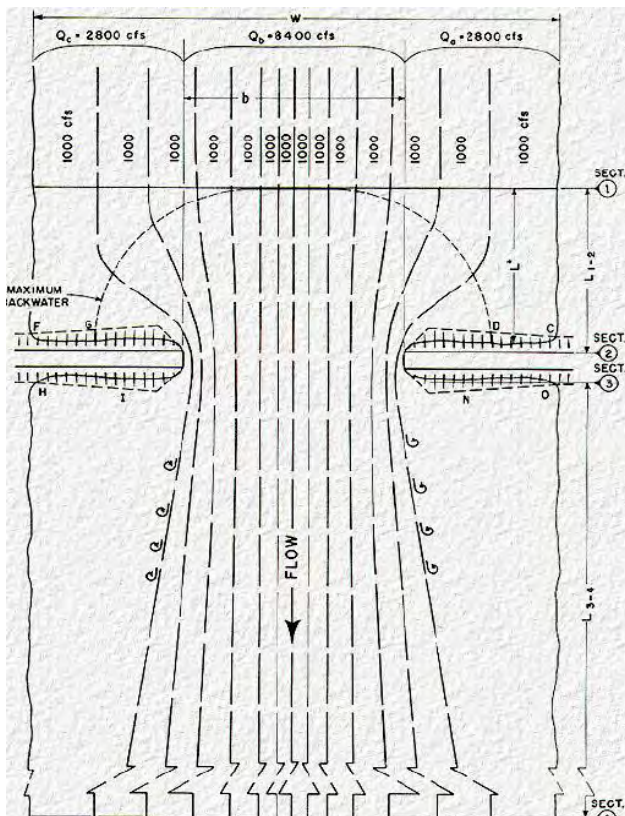 W
Qc = 2800 cfs Qb = 8400 cfs Qa = 2800 cfs
b
1000 cfs 1000 1000 1000 1000 1000 1000 1000 1000 1000 1000 1000 1000 1000 cfs
SECT.
1
L*
L1-2
MAXIMUM
BACKWATER
F G D C
2
SECT.
3
H I N O
FLOW
L3-4
SECT.